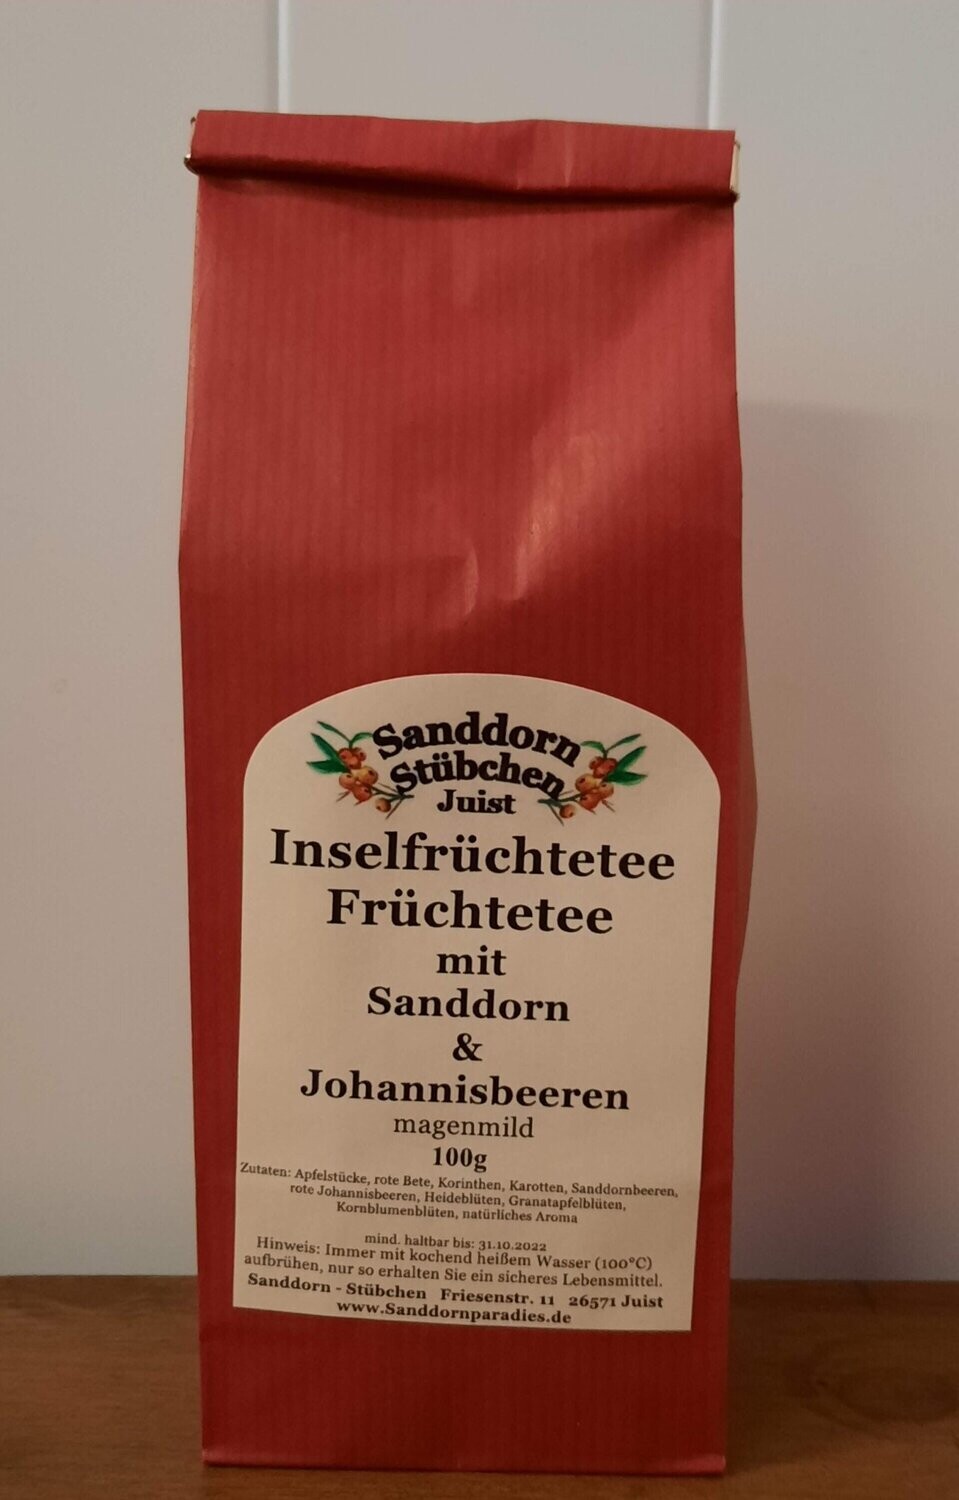 Sanddorn
Stübchen
Juist
Inselfrüchtetee
Früchtetee
mit
Sanddorn
&
Johannisbeeren
magenmild
100g
Zutaten: Apfelstücke, rote Bete, Korinthen, Karotten, Sanddornbeeren,
rote Johannisbeeren, Heideblüten, Granatapfelblüten,
Kornblumenblüten, natürliches Aroma
mind. haltbar bis: 31.10.2022
Hinweis: Immer mit kochend heißem Wasser (100°C)
aufbrühen, nur so erhalten Sie ein sicheres Lebensmittel.
Sanddorn - Stübchen Friesenstr. 11 26571 Juist
www.Sanddornparadies.de